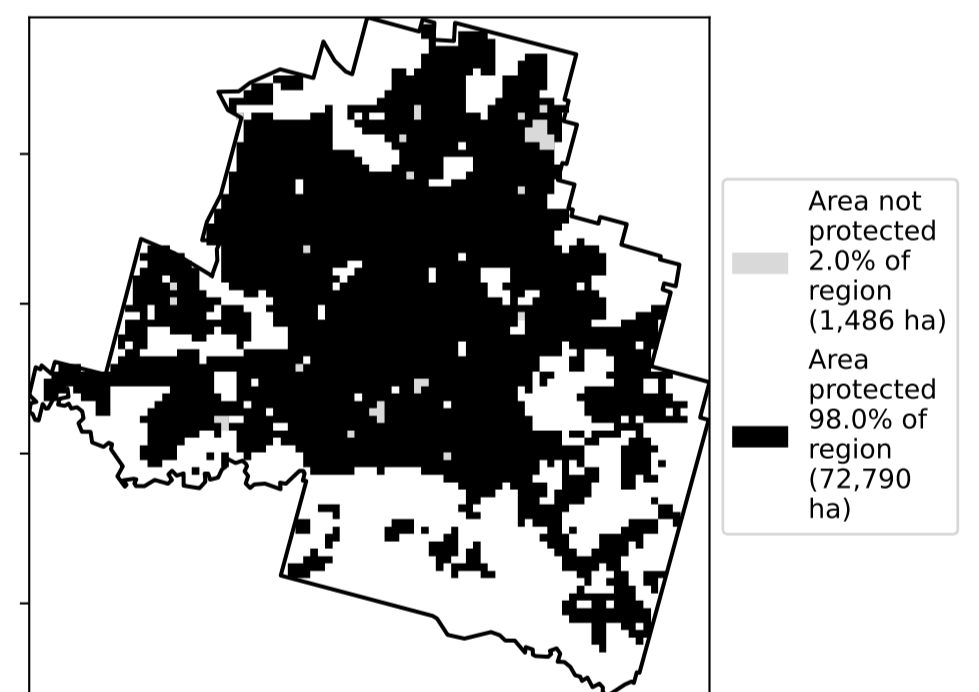 Area not
protected
2.0% of
region
(1,486 ha)
Area
protected
98.0% of
region
(72,790
ha)